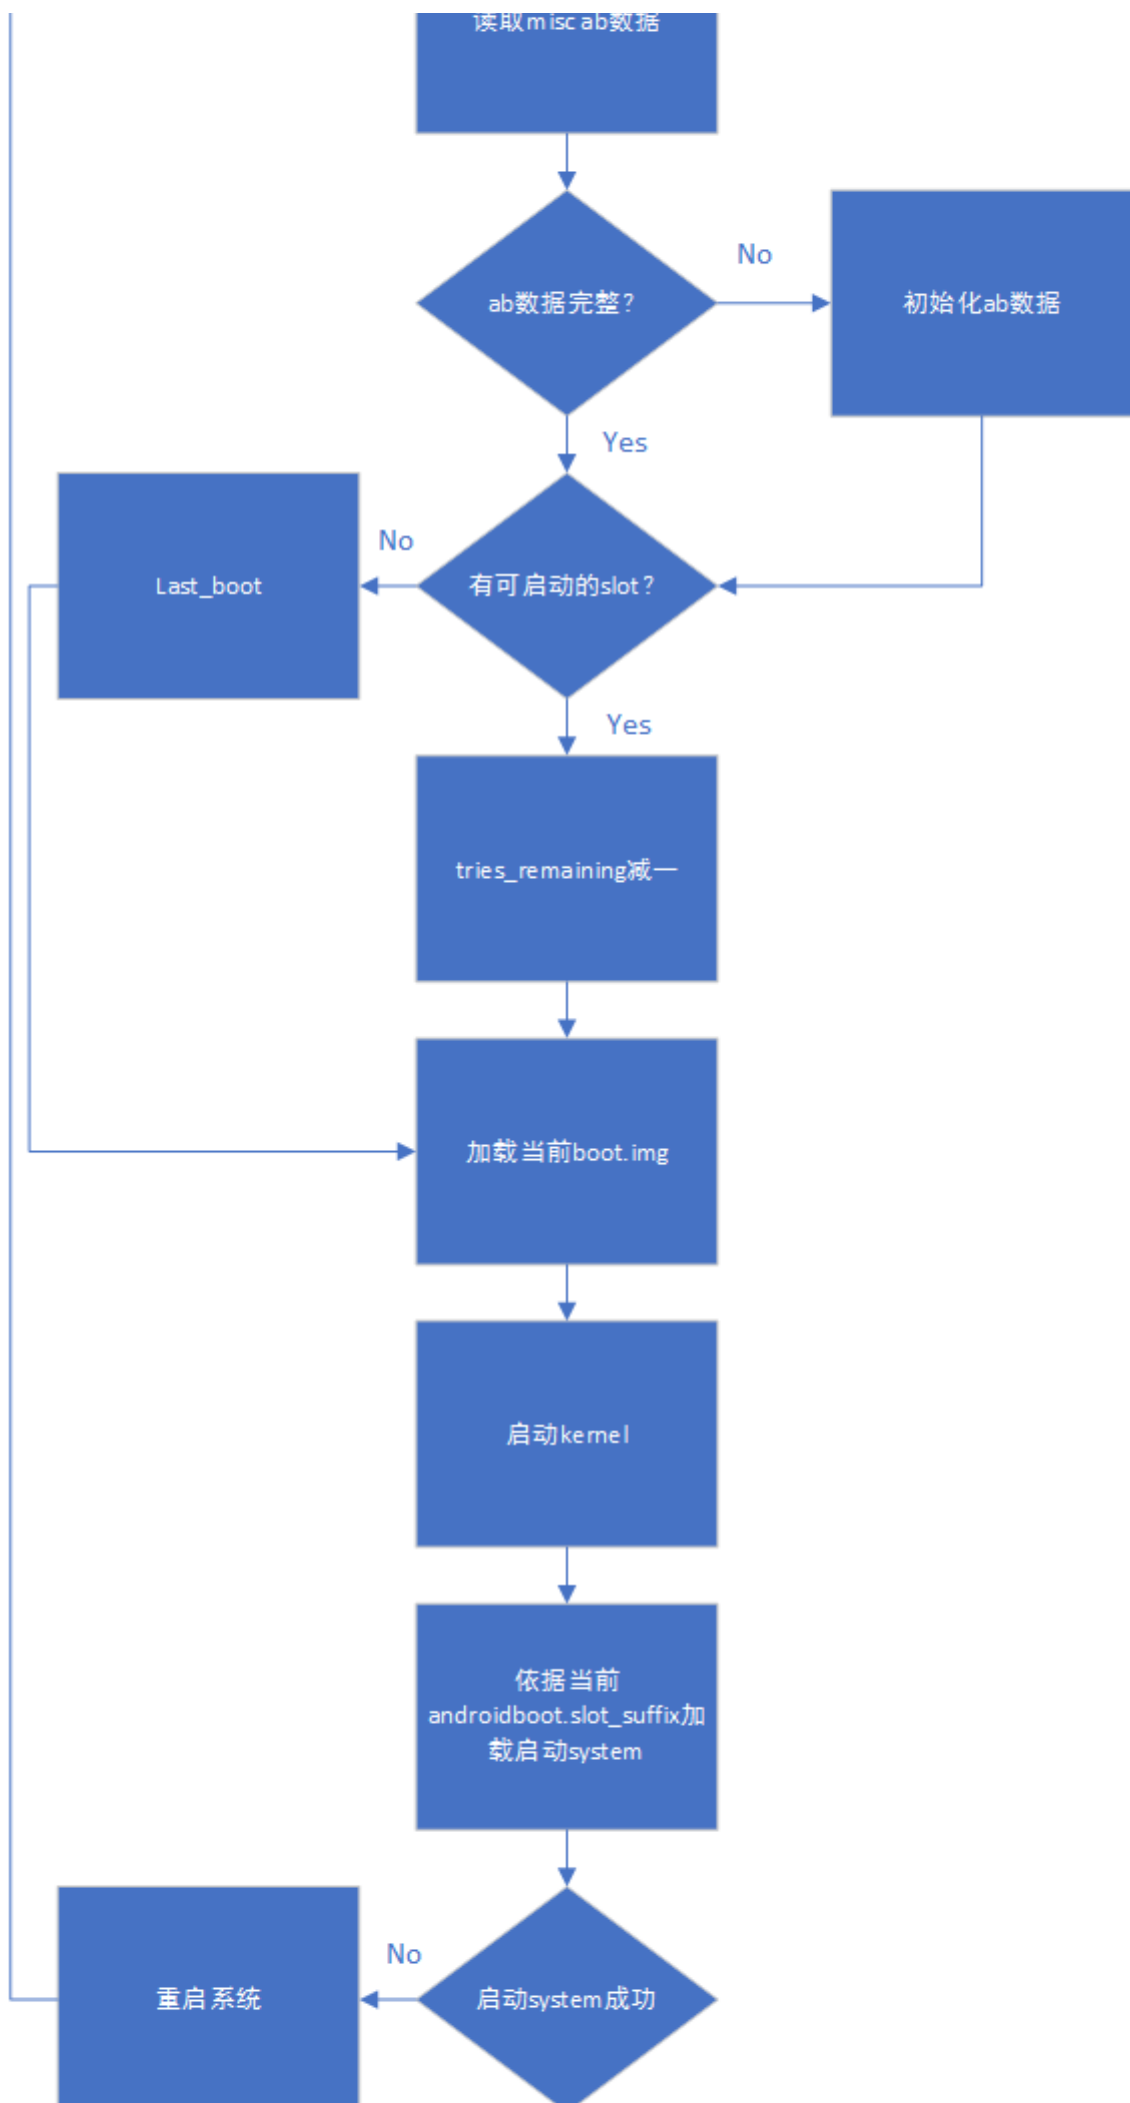 读取misc ab数据
No
ab数据完整?
初始化ab数据
Yes
No
Last_boot
有可启动的slot?
Yes
tries_remaining减一
加载当前boot.img
启动kernel
依据当前
androidboot.slot_suffix加
载启动system
No
重启系统
启动system成功